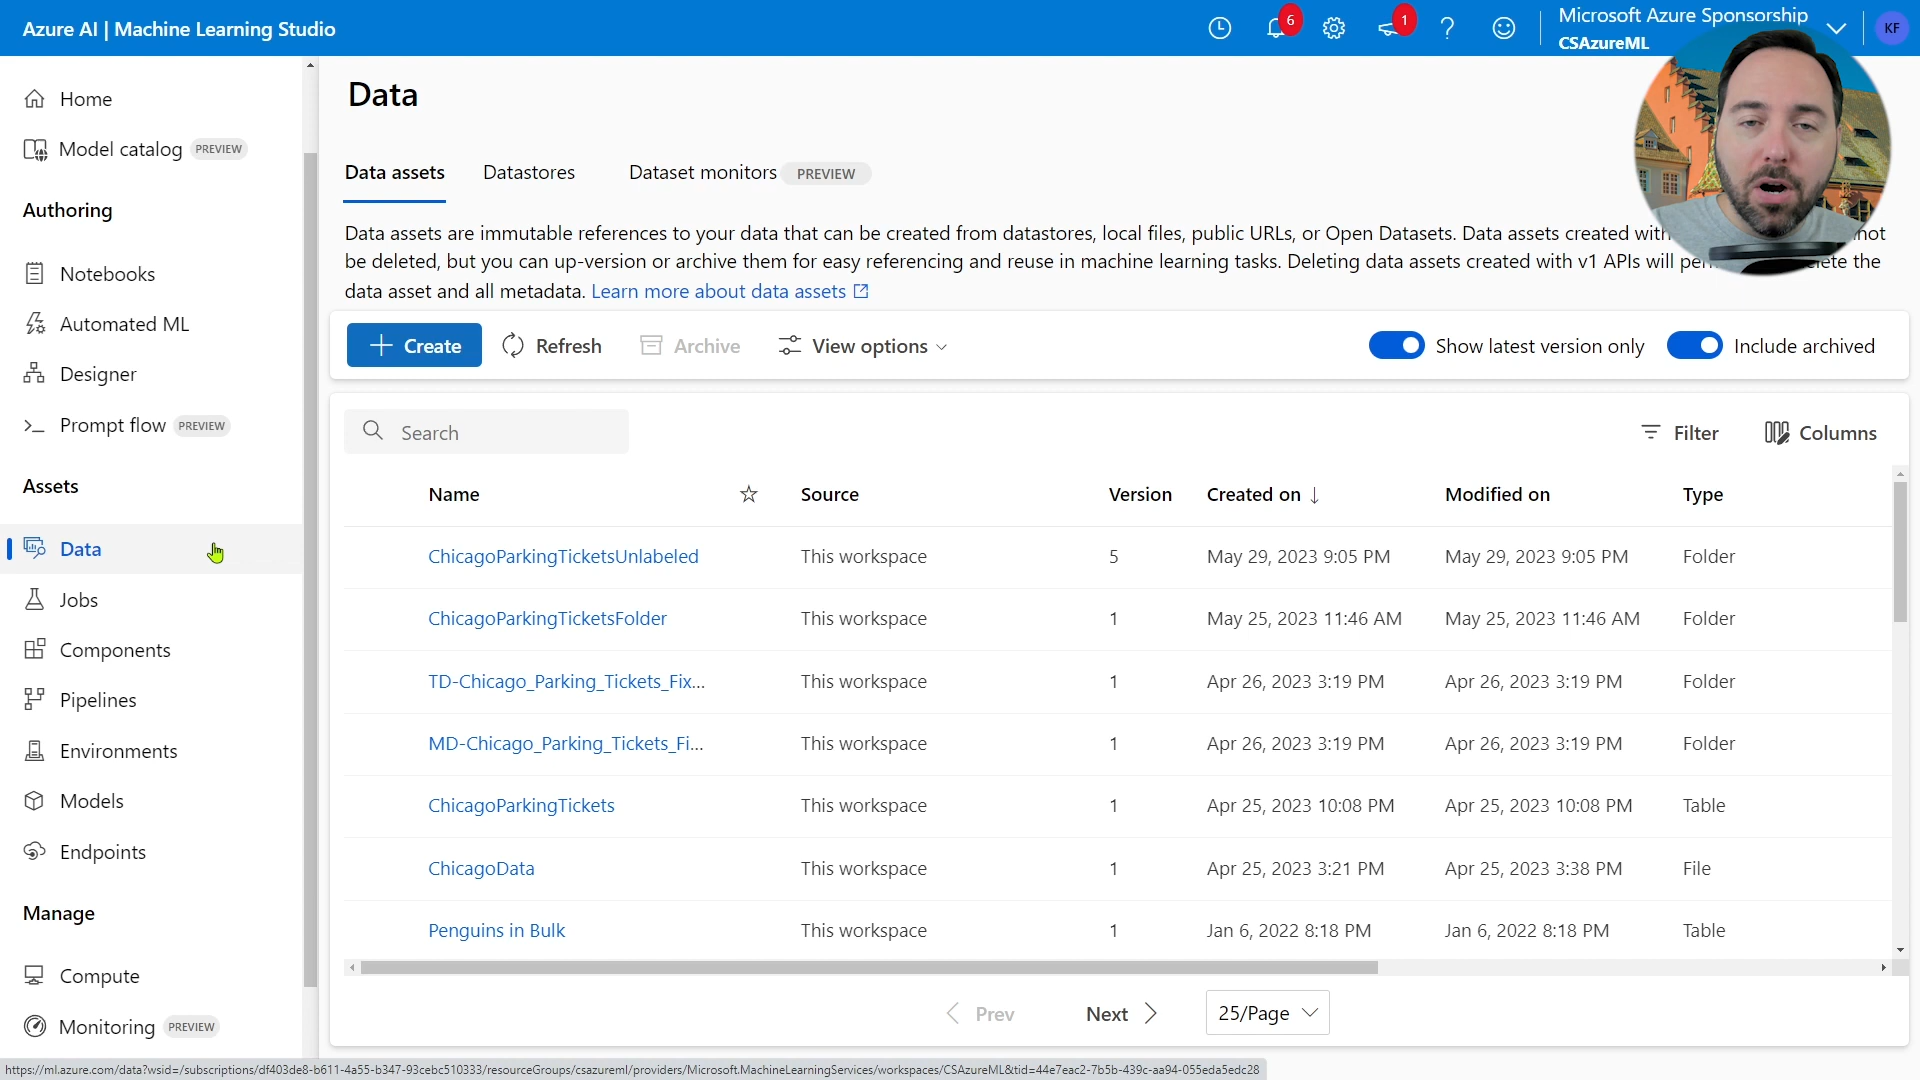 Azure AI | Machine Learning Studio
6
1
Microsoft Azure Sponsorship
CSAzureML
KF
Home
Model catalog PREVIEW
Authoring
Notebooks
Automated ML
Designer
Prompt flow PREVIEW
Assets
Data
Jobs
Components
Pipelines
Environments
Models
Endpoints
Manage
Compute
Monitoring PREVIEW
Data
Data assets Datastores Dataset monitors PREVIEW
Data assets are immutable references to your data that can be created from datastores, local files, public URLs, or Open Datasets. Data assets created with not
be deleted, but you can up-version or archive them for easy referencing and reuse in machine learning tasks. Deleting data assets created with v1 APIs will the
data asset and all metadata. Learn more about data assets
Create Refresh Archive View options Show latest version only Include archived
Search Filter Columns
Name Source Version Created on ↓ Modified on Type
ChicagoParkingTicketsUnlabeled This workspace 5 May 29, 2023 9:05 PM May 29, 2023 9:05 PM Folder
ChicagoParkingTicketsFolder This workspace 1 May 25, 2023 11:46 AM May 25, 2023 11:46 AM Folder
TD-Chicago_Parking_Tickets_Fix... This workspace 1 Apr 26, 2023 3:19 PM Apr 26, 2023 3:19 PM Folder
MD-Chicago_Parking_Tickets_Fi... This workspace 1 Apr 26, 2023 3:19 PM Apr 26, 2023 3:19 PM Folder
ChicagoParkingTickets This workspace 1 Apr 25, 2023 10:08 PM Apr 25, 2023 10:08 PM Table
ChicagoData This workspace 1 Apr 25, 2023 3:21 PM Apr 25, 2023 3:38 PM File
Penguins in Bulk This workspace 1 Jan 6, 2022 8:18 PM Jan 6, 2022 8:18 PM Table
Prev Next 25/Page
https://ml.azure.com/data?wsid=/subscriptions/df403de8-b611-4a55-b347-93cebc510333/resourceGroups/csazureml/providers/Microsoft.MachineLearningServices/workspaces/CSAzureML&tid=44e7eac2-7b5b-439c-aa94-055eda5edc28